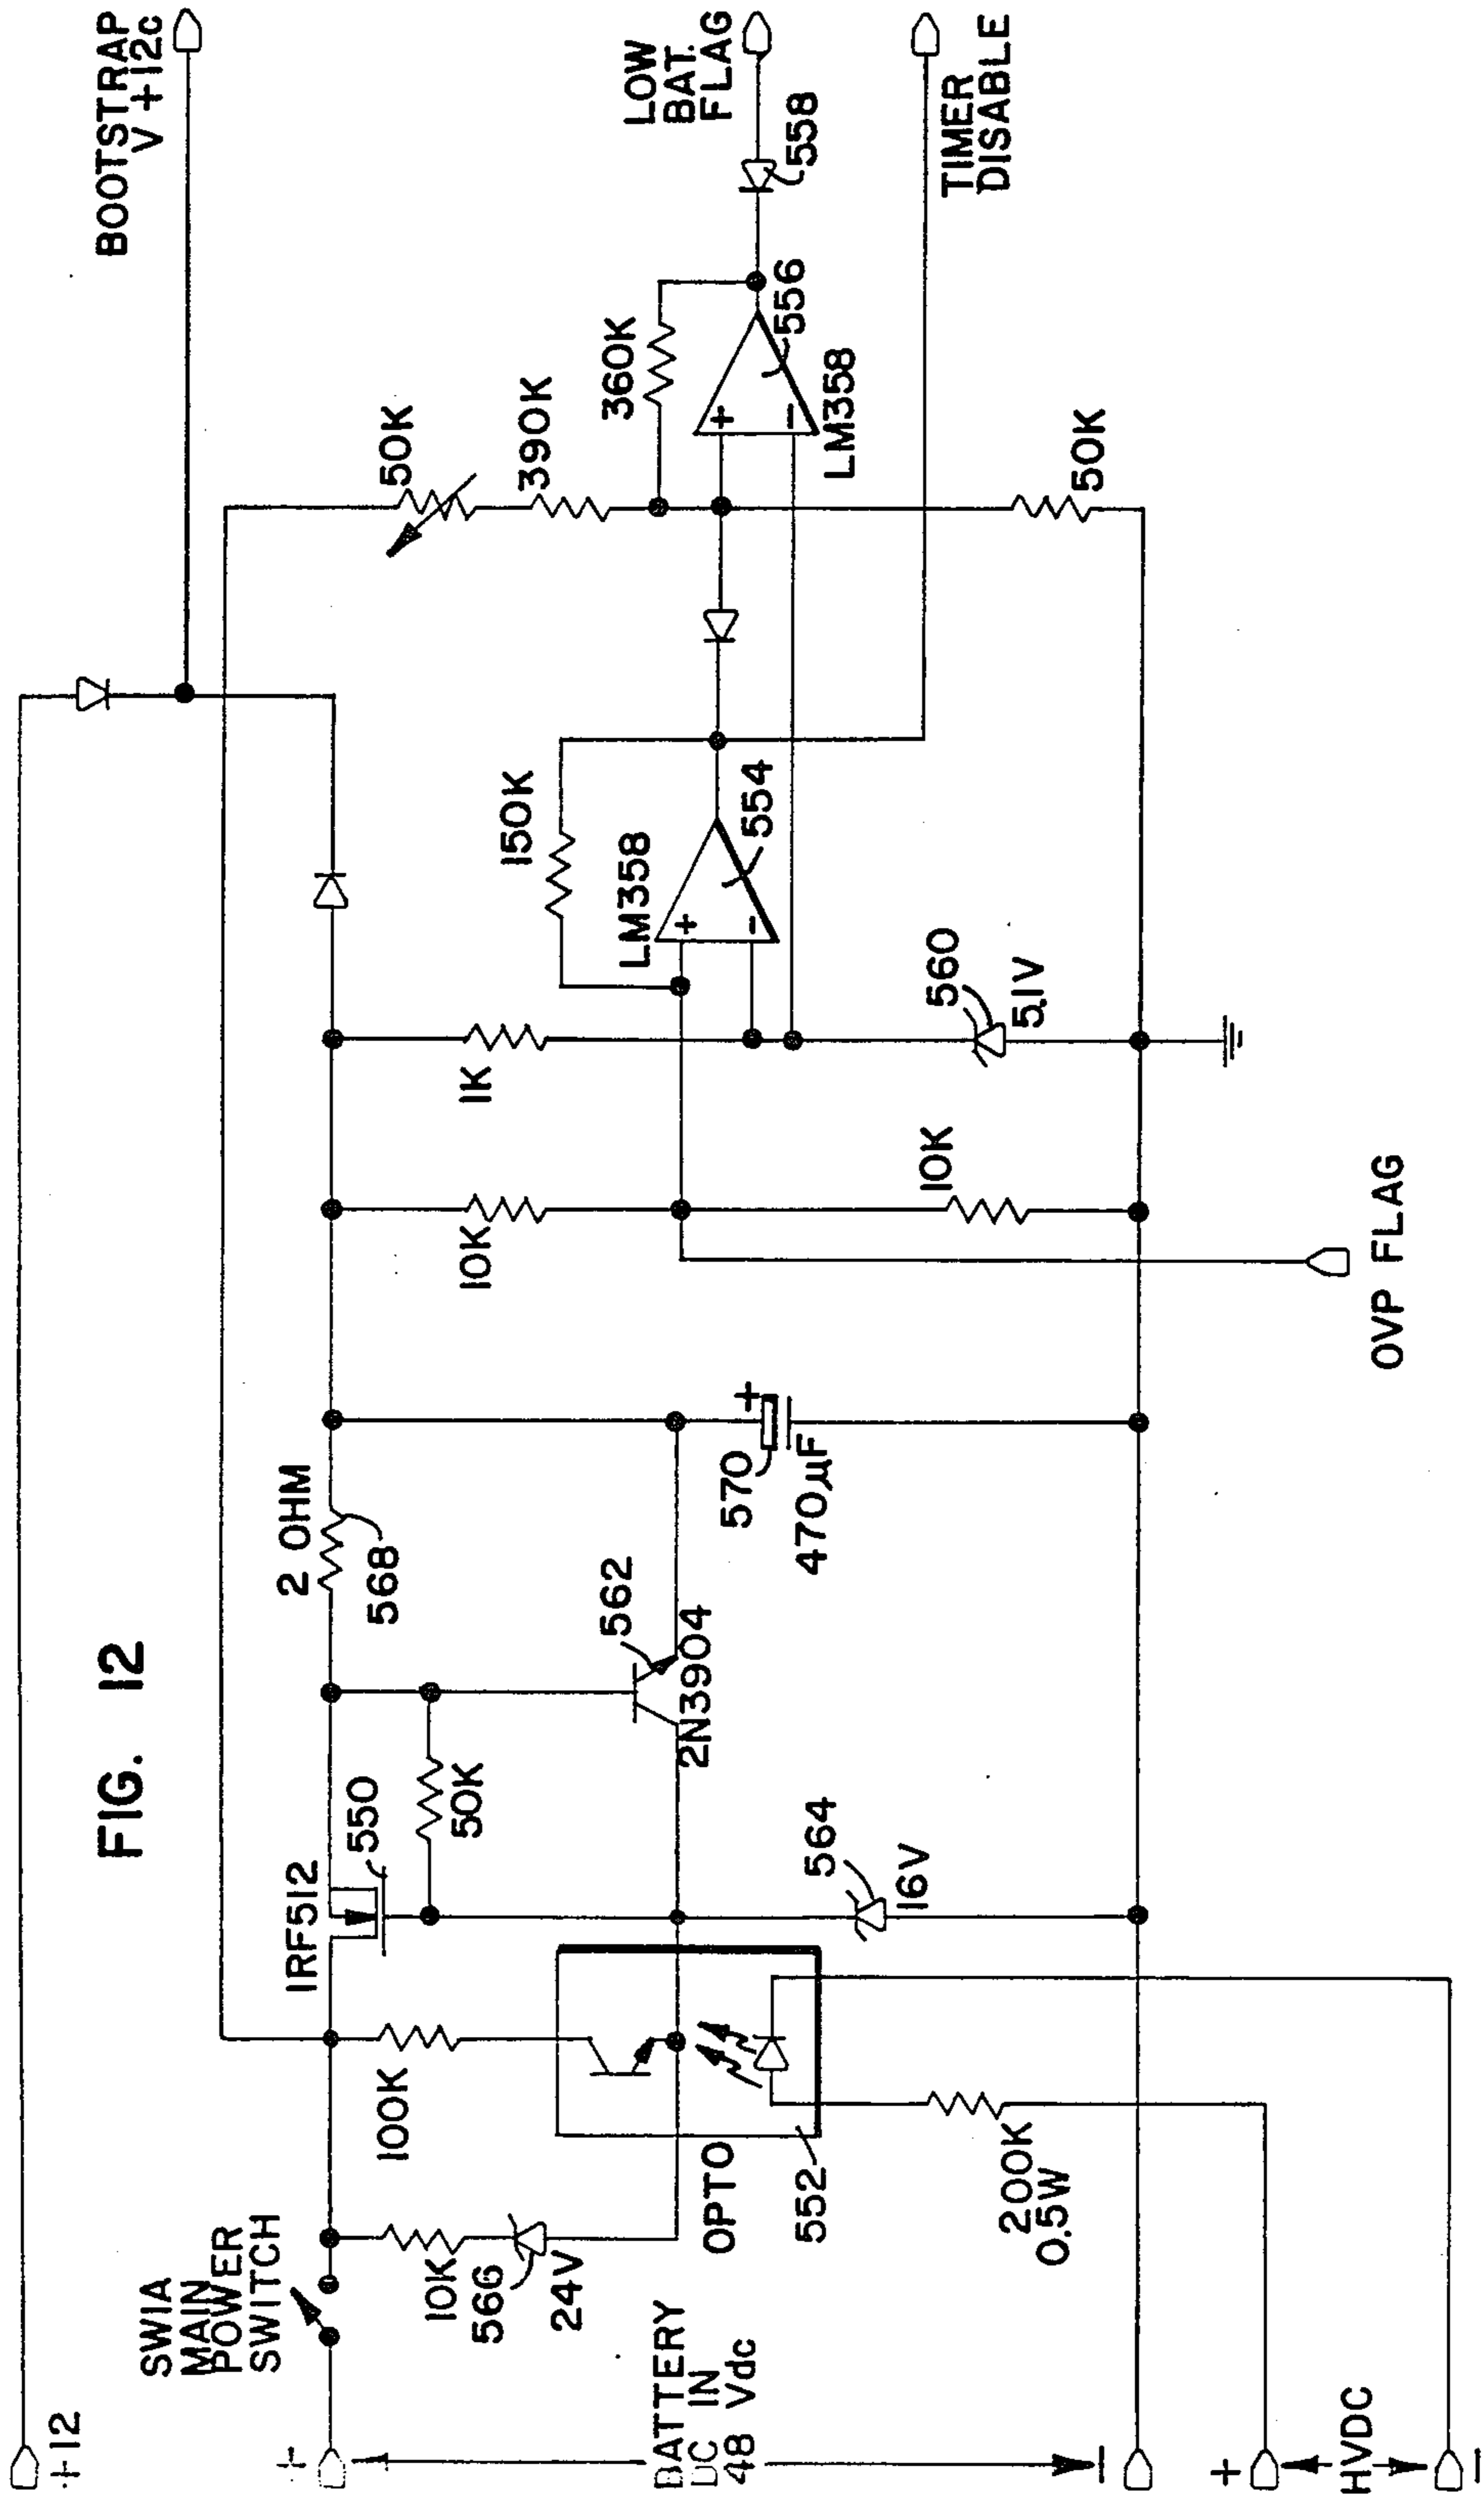 FIG. 12
+12
SW1A
MAIN
POWER
SWITCH
+
BATTERY
DC IN
48 Vdc
−
+
HVDC
−
10K
566
24V
100K
OPTO
552
200K
0.5W
IRF512
550
50K
564
16V
562
2N3904
2 OHM
568
570
+
470µF
OVP FLAG
10K
10K
1K
560
5.1V
LM358
+
−
554
150K
50K
390K
360K
+
−
556
LM358
50K
558
BOOTSTRAP
V +12c
LOW
BAT.
FLAG
TIMER
DISABLE